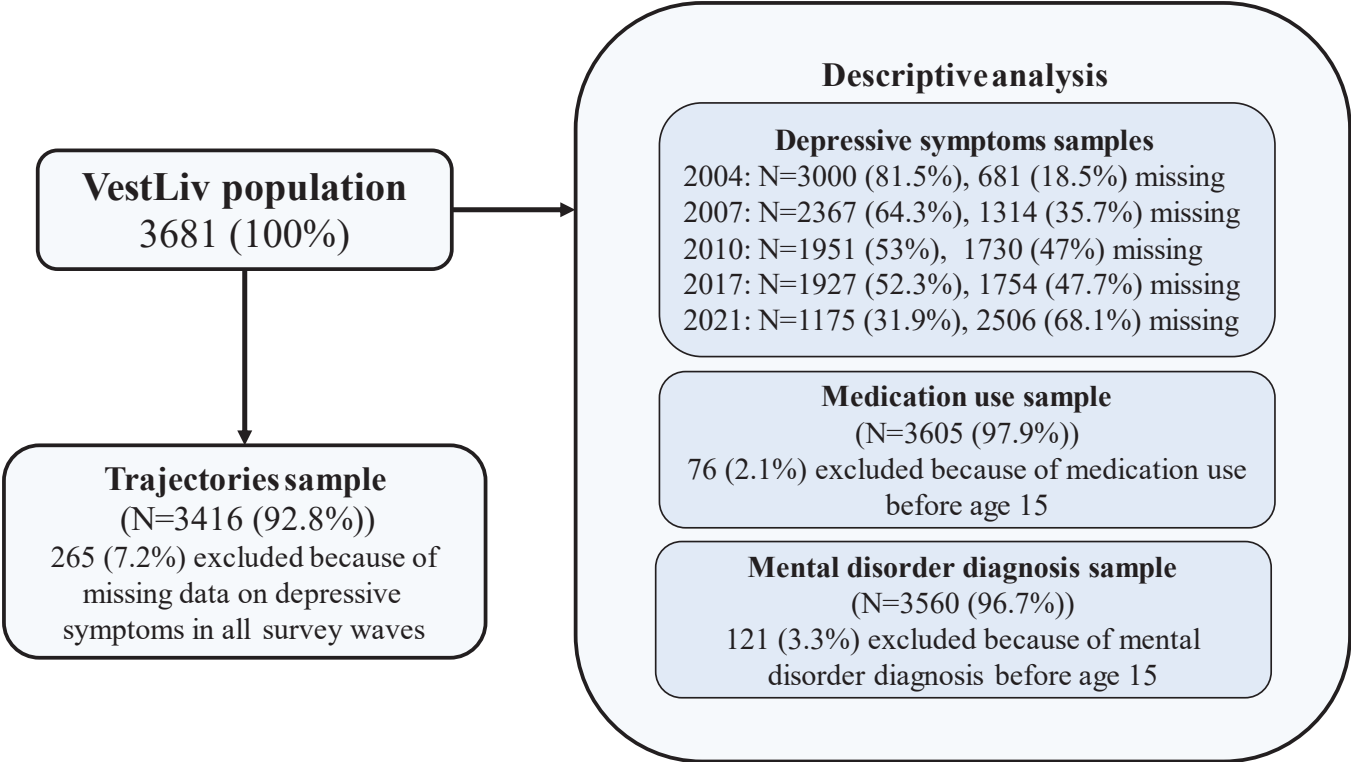 VestLiv population
3681 (100%)
Trajectories sample
(N=3416 (92.8%))
265 (7.2%) excluded because of
missing data on depressive
symptoms in all survey waves
Descriptive analysis
Depressive symptoms samples
2004: N=3000 (81.5%), 681 (18.5%) missing
2007: N=2367 (64.3%), 1314 (35.7%) missing
2010: N=1951 (53%), 1730 (47%) missing
2017: N=1927 (52.3%), 1754 (47.7%) missing
2021: N=1175 (31.9%), 2506 (68.1%) missing
Medication use sample
(N=3605 (97.9%))
76 (2.1%) excluded because of medication use
before age 15
Mental disorder diagnosis sample
(N=3560 (96.7%))
121 (3.3%) excluded because of mental
disorder diagnosis before age 15